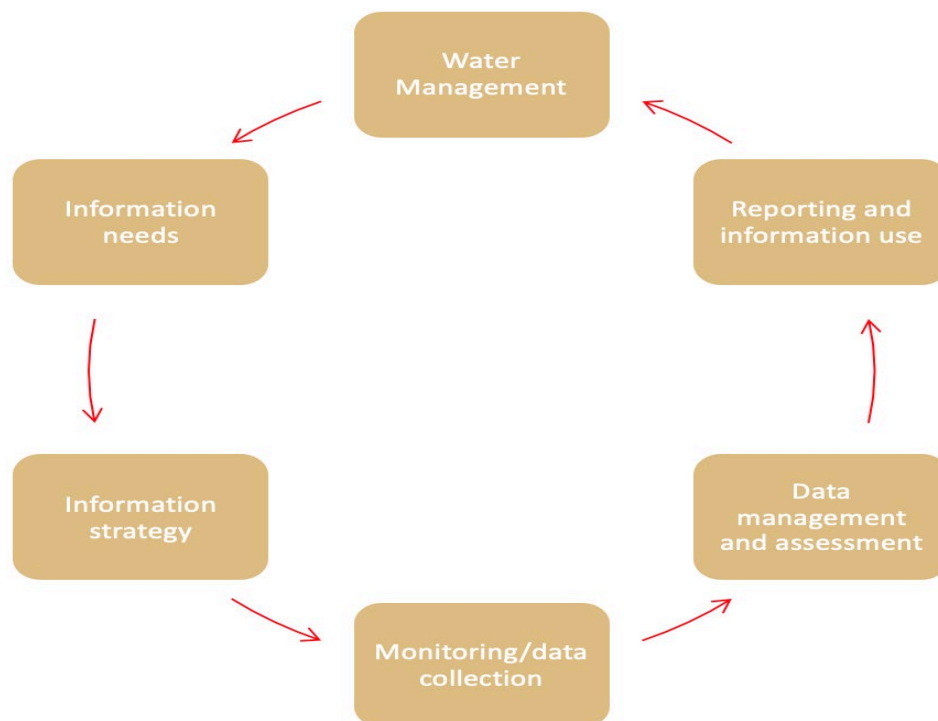 Water
Management
Information
needs
Reporting and
information use
Information
strategy
Data
management
and assessment
Monitoring/data
collection